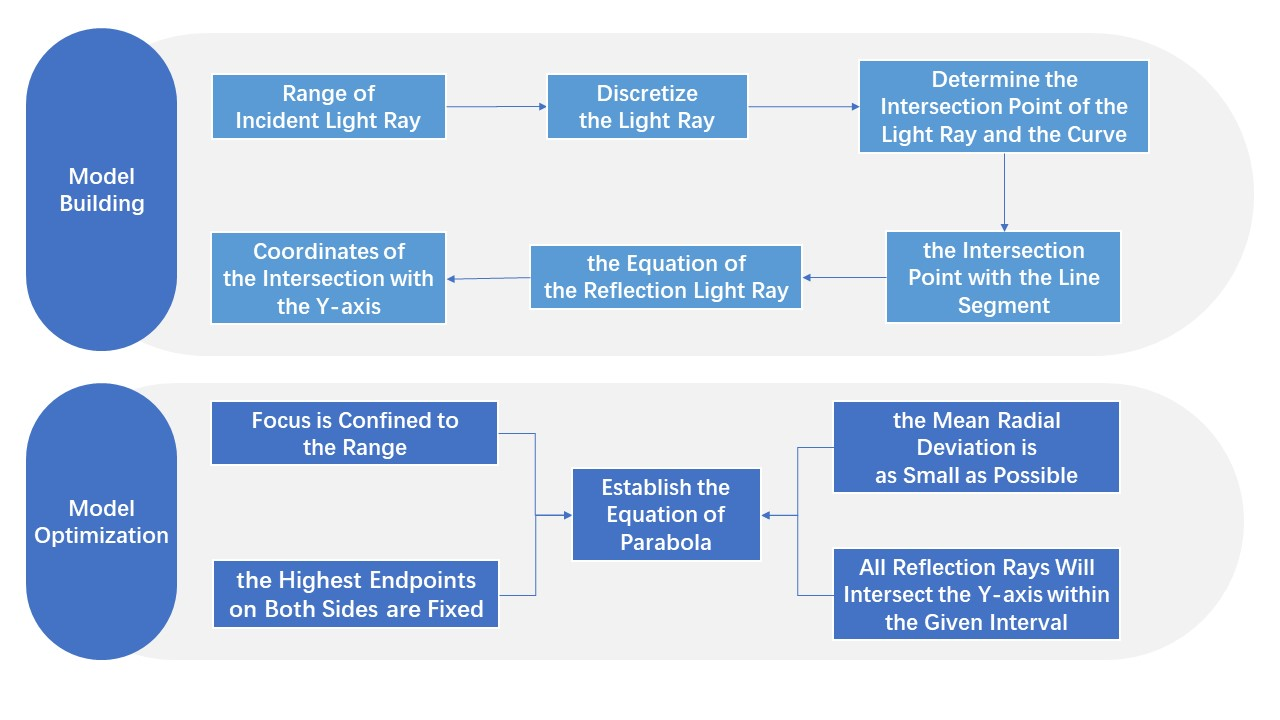 Model
Building
Range of
Incident Light Ray
Discretize
the Light Ray
Determine the
Intersection Point of the
Light Ray and the Curve
the Intersection
Point with the Line
Segment
the Equation of
the Reflection Light Ray
Coordinates of
the Intersection with
the Y-axis
Model
Optimization
Focus is Confined to
the Range
the Highest Endpoints
on Both Sides are Fixed
Establish the
Equation of
Parabola
the Mean Radial
Deviation is
as Small as Possible
All Reflection Rays Will
Intersect the Y-axis within
the Given Interval